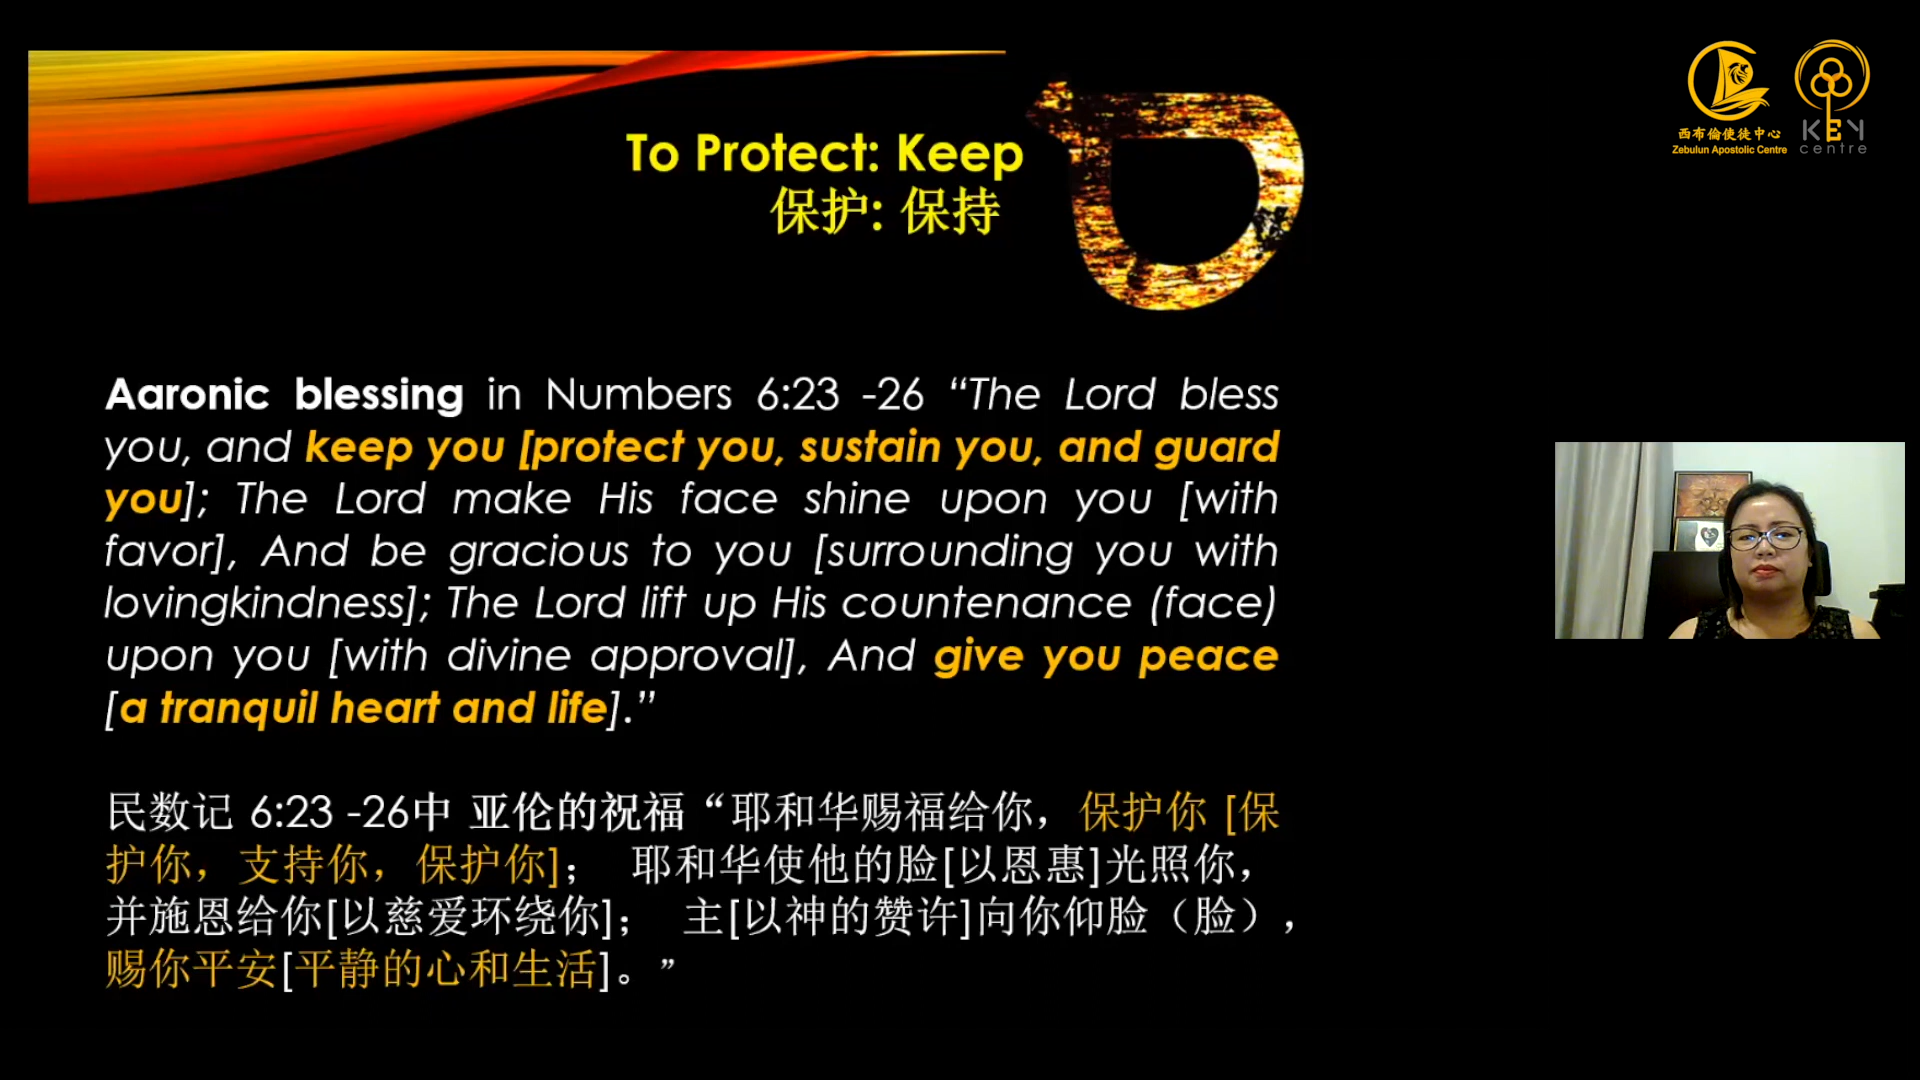 西布倫使徒中心
Zebulun Apostolic Centre
KEY
centre
To Protect: Keep
保护: 保持
ס
Aaronic blessing in Numbers 6:23 -26 “The Lord bless
you, and keep you [protect you, sustain you, and guard
you]; The Lord make His face shine upon you [with
favor], And be gracious to you [surrounding you with
lovingkindness]; The Lord lift up His countenance (face)
upon you [with divine approval], And give you peace
[a tranquil heart and life].”
民数记 6:23 -26中 亚伦的祝福“耶和华赐福给你，保护你 [保
护你，支持你，保护你]； 耶和华使他的脸[以恩惠]光照你，
并施恩给你[以慈爱环绕你]； 主[以神的赞许]向你仰脸（脸），
赐你平安[平静的心和生活]。”